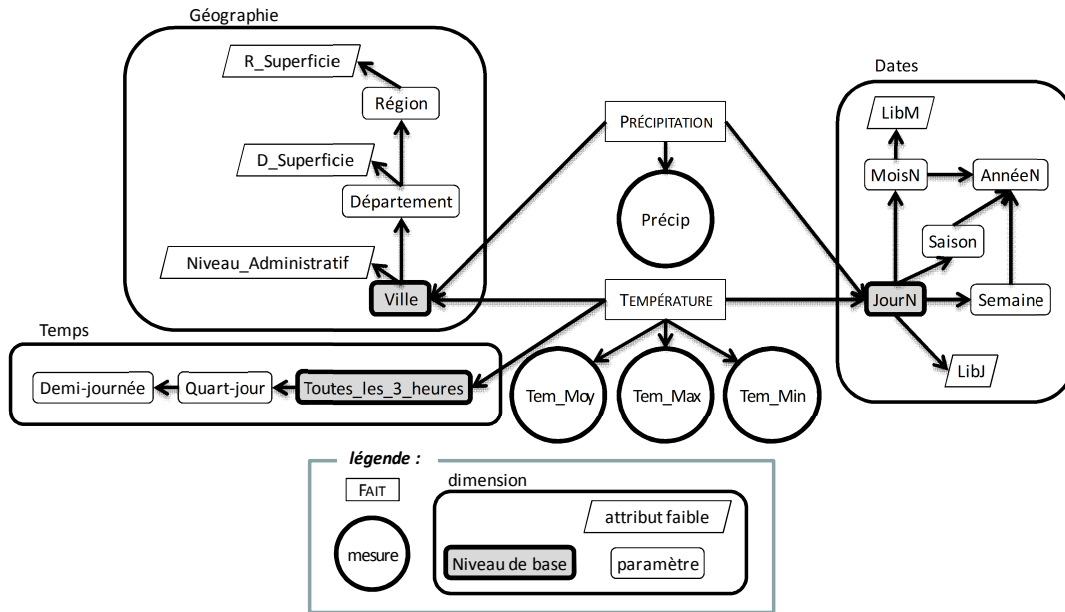 Géographie
R_Superficie
Région
D_Superficie
Département
Niveau_Administratif
Ville
PRÉCIPITATION
Précip
TEMPÉRATURE
Tem_Moy
Tem_Max
Tem_Min
Dates
LibM
MoisN
AnnéeN
Saison
JourN
Semaine
LibJ
Temps
Demi-journée
Quart-jour
Toutes_les_3_heures
légende :
FAIT
mesure
dimension
attribut faible
Niveau de base
paramètre